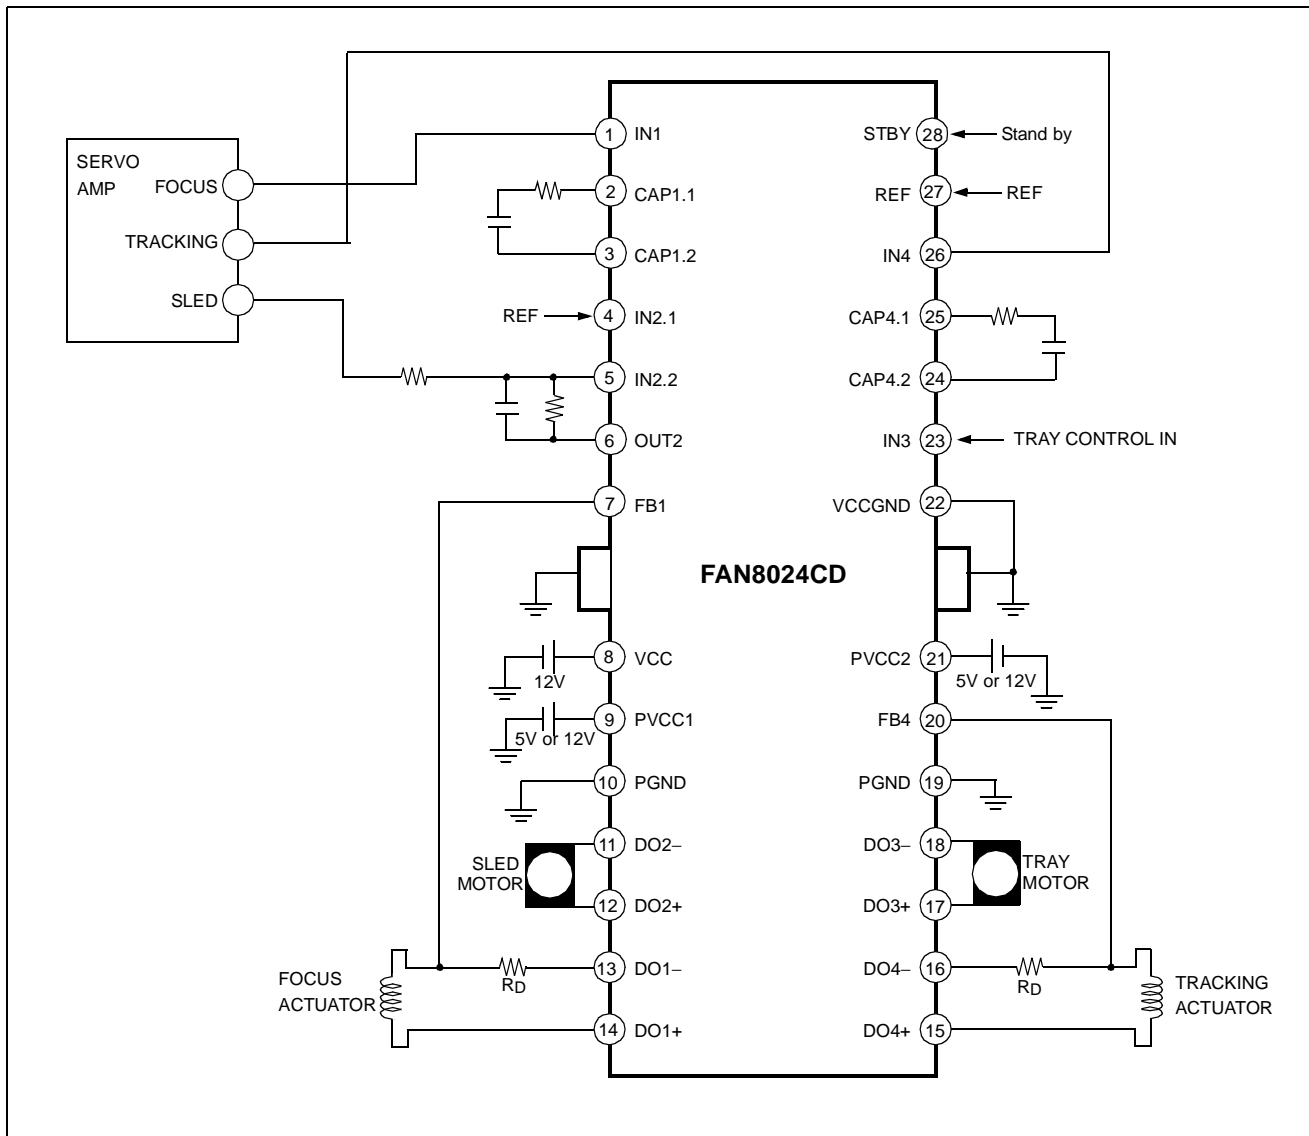 SERVO
AMP
FOCUS
TRACKING
SLED
1 IN1
2 CAP1.1
3 CAP1.2
REF 4 IN2.1
5 IN2.2
6 OUT2
7 FB1
8 VCC
12V
9 PVCC1
5V or 12V
10 PGND
11 DO2–
SLED
MOTOR
12 DO2+
13 DO1–
RD
FOCUS
ACTUATOR
14 DO1+
FAN8024CD
STBY 28 Stand by
REF 27 REF
IN4 26
CAP4.1 25
CAP4.2 24
IN3 23 TRAY CONTROL IN
VCCGND 22
PVCC2 21
5V or 12V
FB4 20
PGND 19
DO3– 18
TRAY
MOTOR
DO3+ 17
DO4– 16
RD
TRACKING
ACTUATOR
DO4+ 15